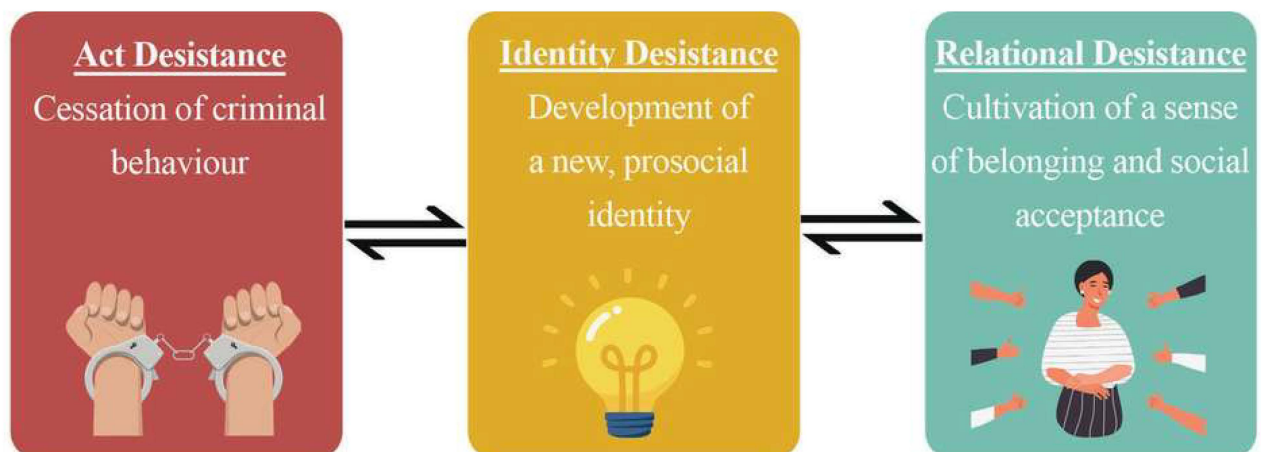 Act Desistance
Cessation of criminal
behaviour
Identity Desistance
Development of
a new, prosocial
identity
Relational Desistance
Cultivation of a sense
of belonging and social
acceptance